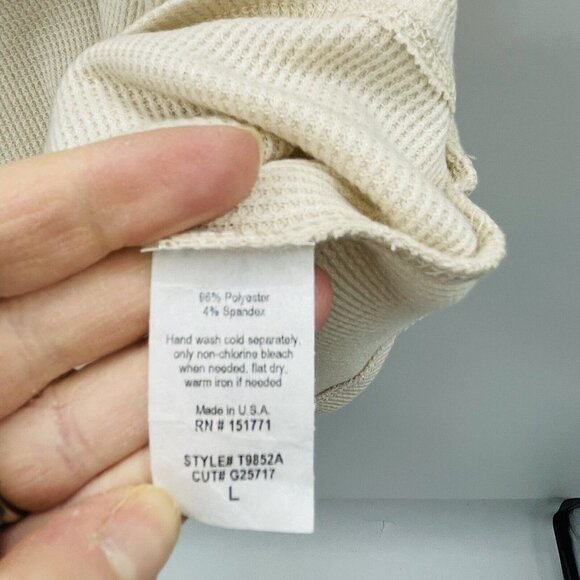 96% Polyester
4% Spandex
Hand wash cold separately,
only non-chlorine bleach
when needed, flat dry,
warm iron if needed
Made in U.S.A.
RN # 151771
STYLE# T9852A
CUT# G25717
L